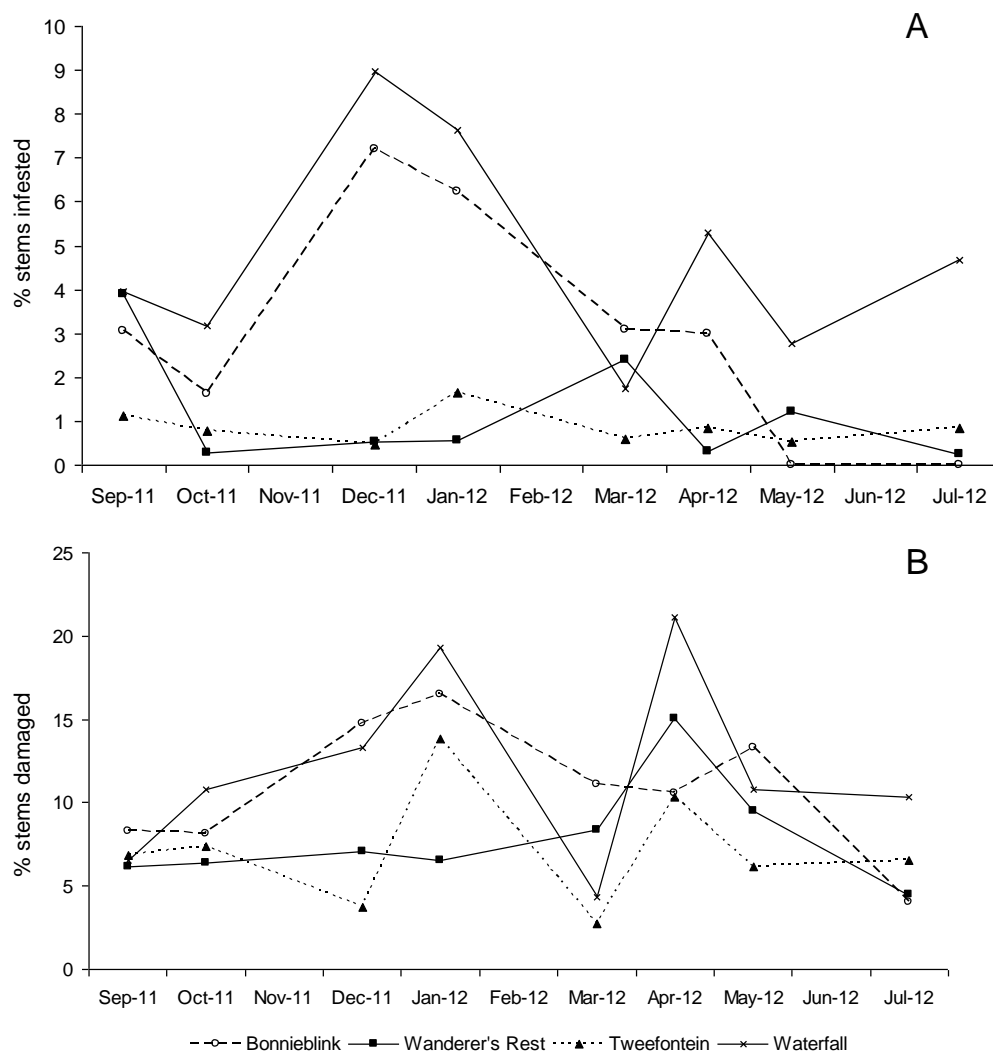 A
% stems infested
10
9
8
7
6
5
4
3
2
1
0
Sep-11 Oct-11 Nov-11 Dec-11 Jan-12 Feb-12 Mar-12 Apr-12 May-12 Jun-12 Jul-12
B
% stems damaged
25
20
15
10
5
0
Sep-11 Oct-11 Nov-11 Dec-11 Jan-12 Feb-12 Mar-12 Apr-12 May-12 Jun-12 Jul-12
Bonnieblink Wanderer's Rest Tweefontein Waterfall